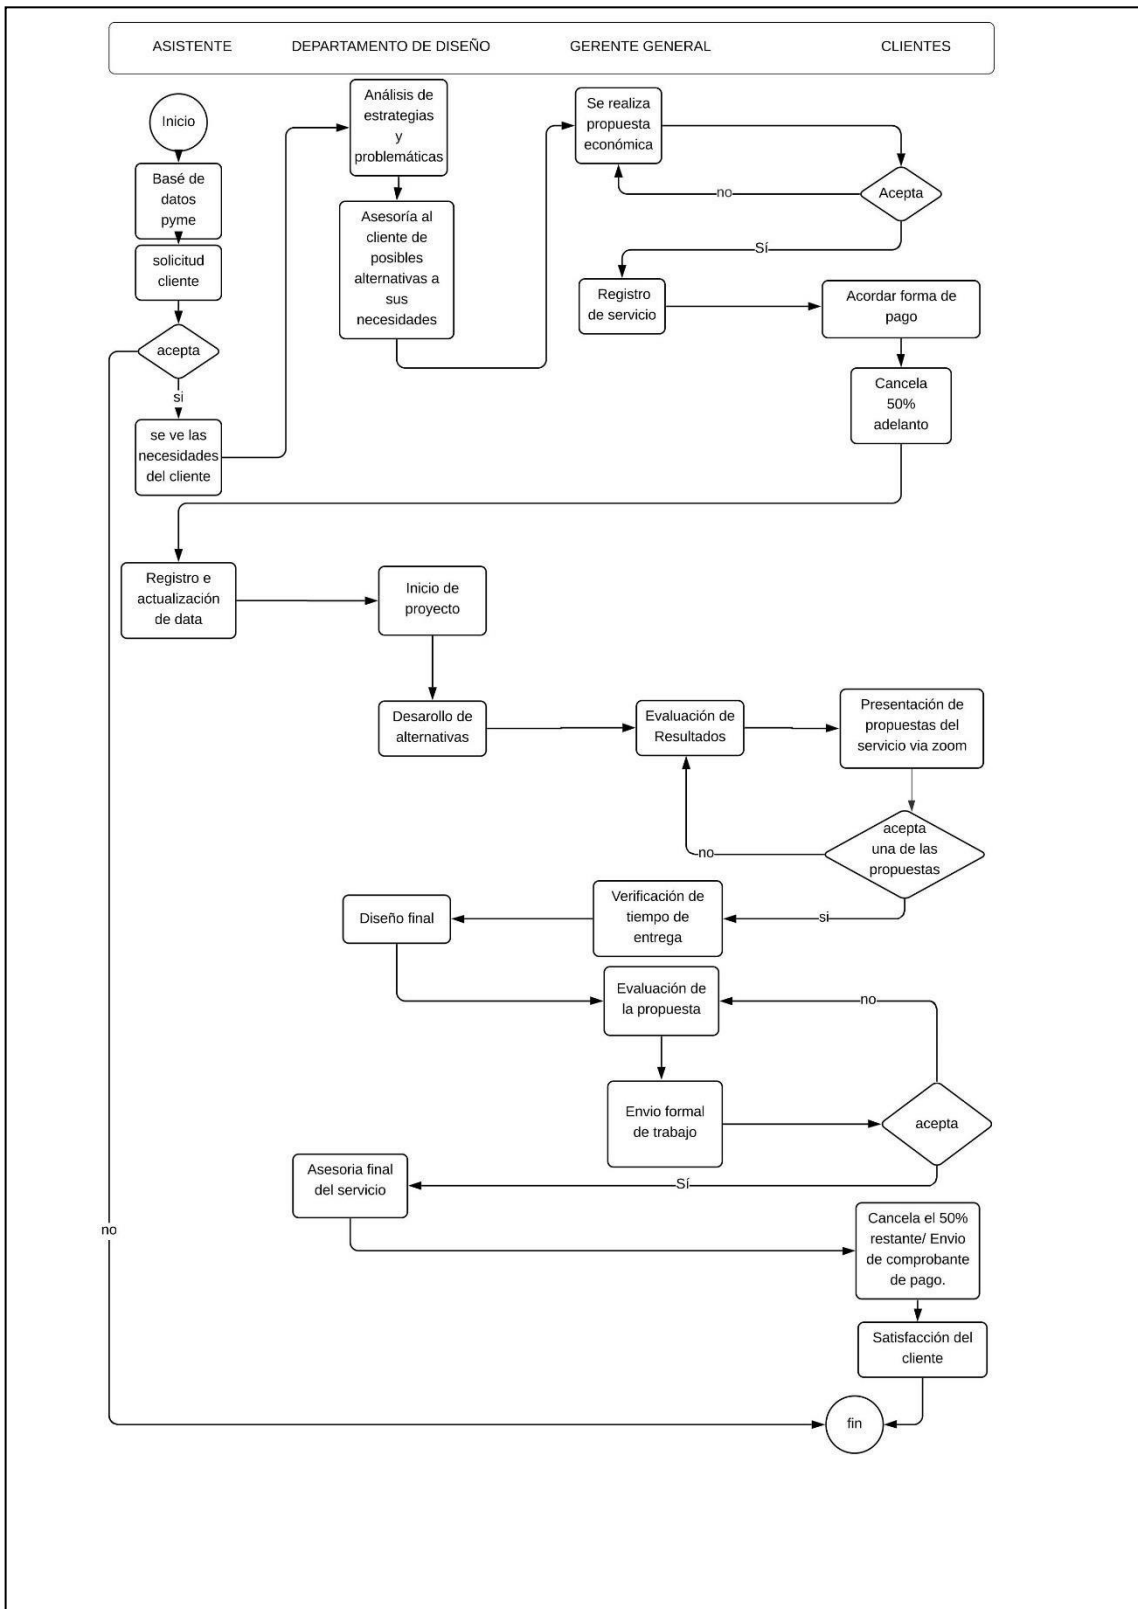 ASISTENTE
DEPARTAMENTO DE DISEÑO
GERENTE GENERAL
CLIENTES
Inicio
Basé de
datos
pyme
solicitud
cliente
acepta
si
se ve las
necesidades
del cliente
Análisis de
estrategias
y
problemáticas
Asesoría al
cliente de
posibles
alternativas a
sus
necesidades
Se realiza
propuesta
económica
Acepta
no
Sí
Registro
de servicio
Acordar forma de
pago
Cancela
50%
adelanto
Registro e
actualización
de data
Inicio de
proyecto
Desarollo de
alternativas
Evaluación de
Resultados
Presentación de
propuestas del
servicio via zoom
acepta
una de las
propuestas
no
si
Verificación de
tiempo de
entrega
Diseño final
Evaluación de
la propuesta
no
Envio formal
de trabajo
acepta
Sí
Asesoria final
del servicio
no
Cancela el 50%
restante/ Envio
de comprobante
de pago.
Satisfacción del
cliente
fin